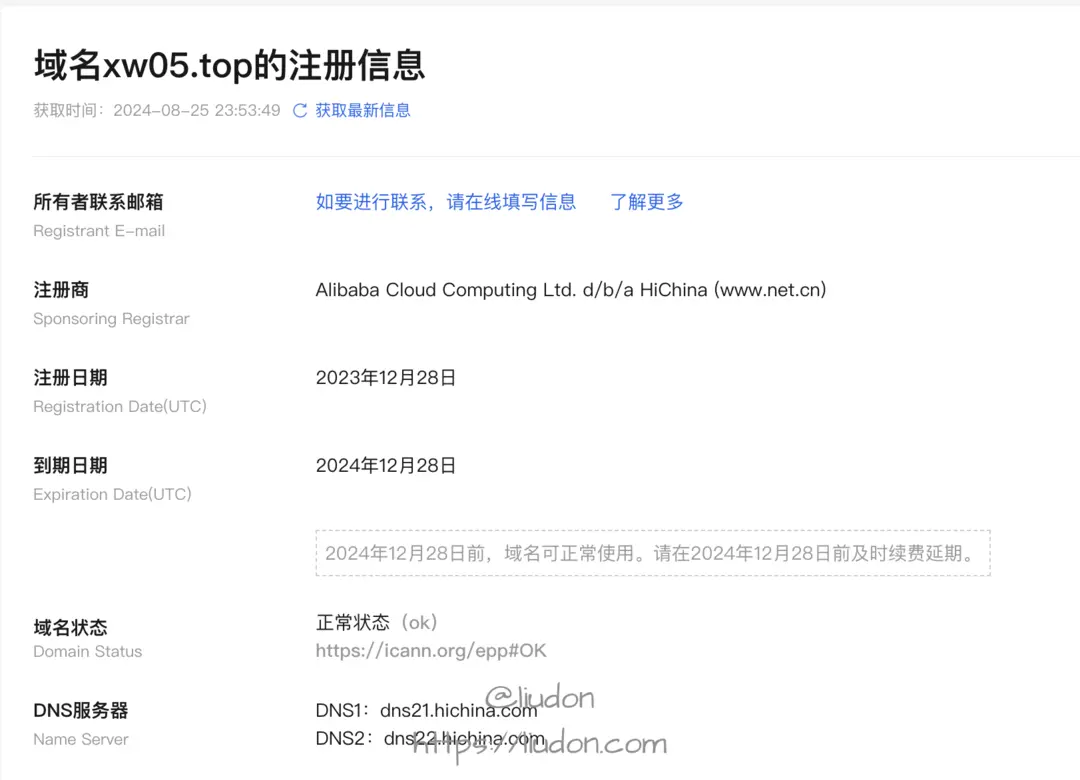 域名xw05.top的注册信息
获取时间：2024-08-25 23:53:49 获取最新信息
所有者联系邮箱 如要进行联系，请在线填写信息 了解更多
Registrant E-mail
注册商 Alibaba Cloud Computing Ltd. d/b/a HiChina (www.net.cn)
Sponsoring Registrar
注册日期 2023年12月28日
Registration Date(UTC)
到期日期 2024年12月28日
Expiration Date(UTC)
2024年12月28日前，域名可正常使用。请在2024年12月28日前及时续费延期。
域名状态 正常状态（ok）
Domain Status https://icann.org/epp#OK
@liudon
DNS服务器 DNS1：dns21.hichina.com
Name Server DNS2：dns22.hichina.com
https://liudon.com